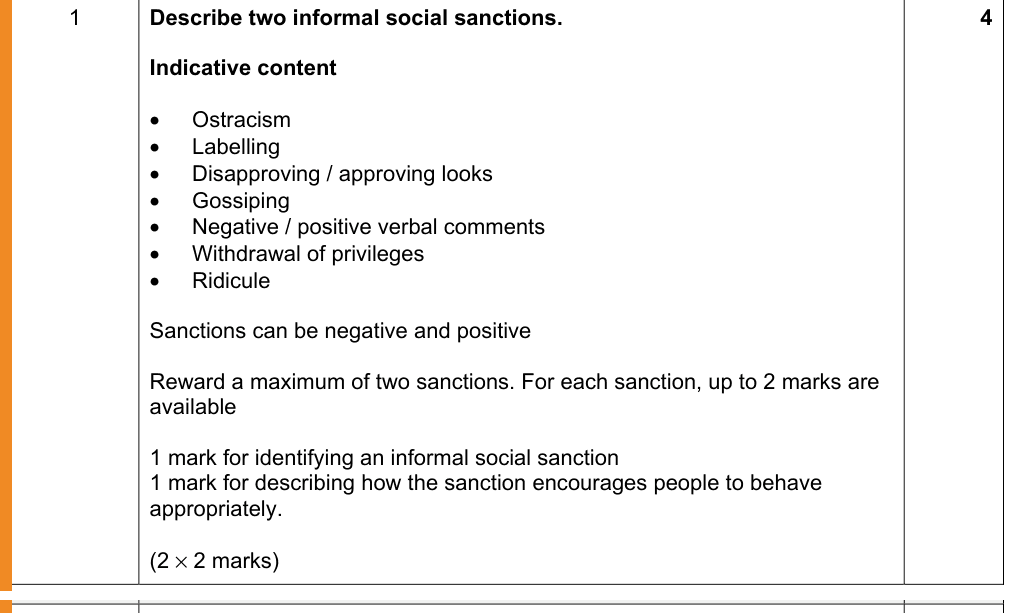 1 Describe two informal social sanctions. 4
Indicative content
• Ostracism
• Labelling
• Disapproving / approving looks
• Gossiping
• Negative / positive verbal comments
• Withdrawal of privileges
• Ridicule
Sanctions can be negative and positive
Reward a maximum of two sanctions. For each sanction, up to 2 marks are
available
1 mark for identifying an informal social sanction
1 mark for describing how the sanction encourages people to behave
appropriately.
(2 × 2 marks)